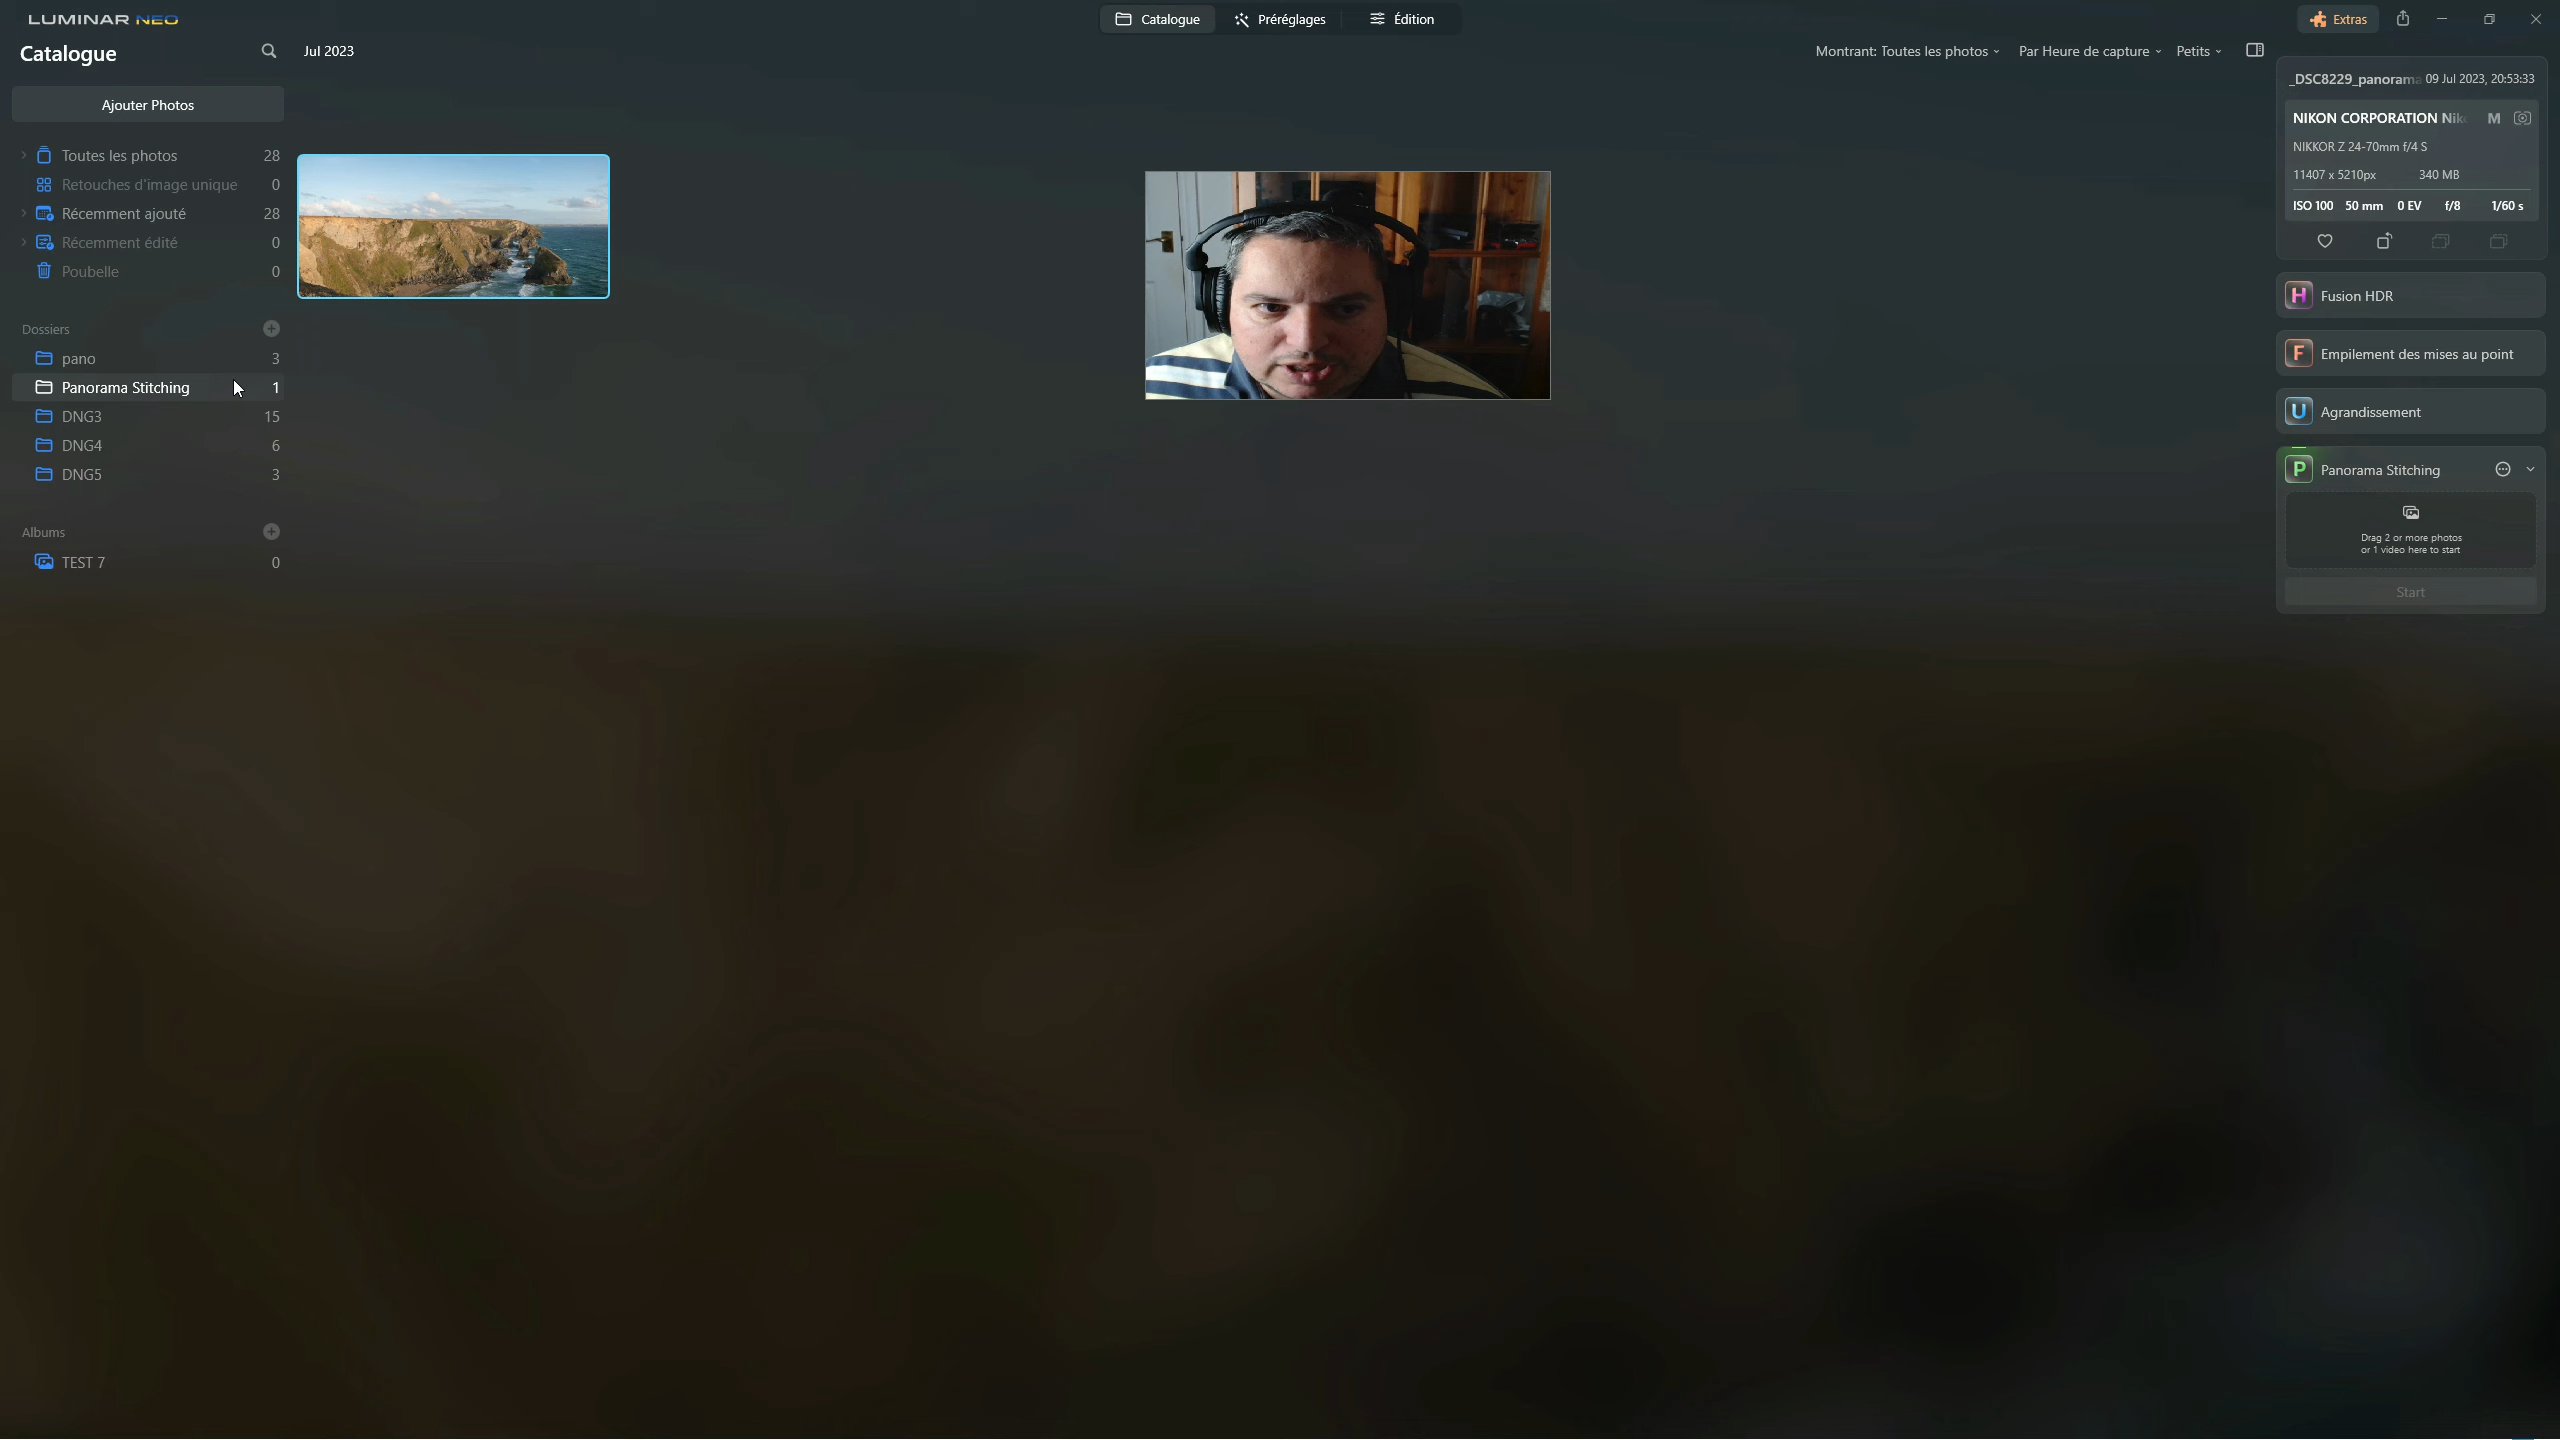 LUMINAR NEO
Catalogue
Préréglages
Édition
Extras
Catalogue
Jul 2023
Montrant: Toutes les photos
Par Heure de capture
Petits
Ajouter Photos
Toutes les photos 28
Retouches d'image unique 0
Récemment ajouté 28
Récemment édité 0
Poubelle 0
Dossiers
pano 3
Panorama Stitching 1
DNG3 15
DNG4 6
DNG5 3
Albums
TEST 7 0
_DSC8229_panorama 09 Jul 2023, 20:53:33
NIKON CORPORATION M
NIKKOR Z 24-70mm f/4 S
11407 x 5210px 340 MB
ISO 100 50 mm 0 EV f/8 1/60 s
H Fusion HDR
F Empilement des mises au point
U Agrandissement
P Panorama Stitching
Drag 2 or more photos
or 1 video here to start
Start